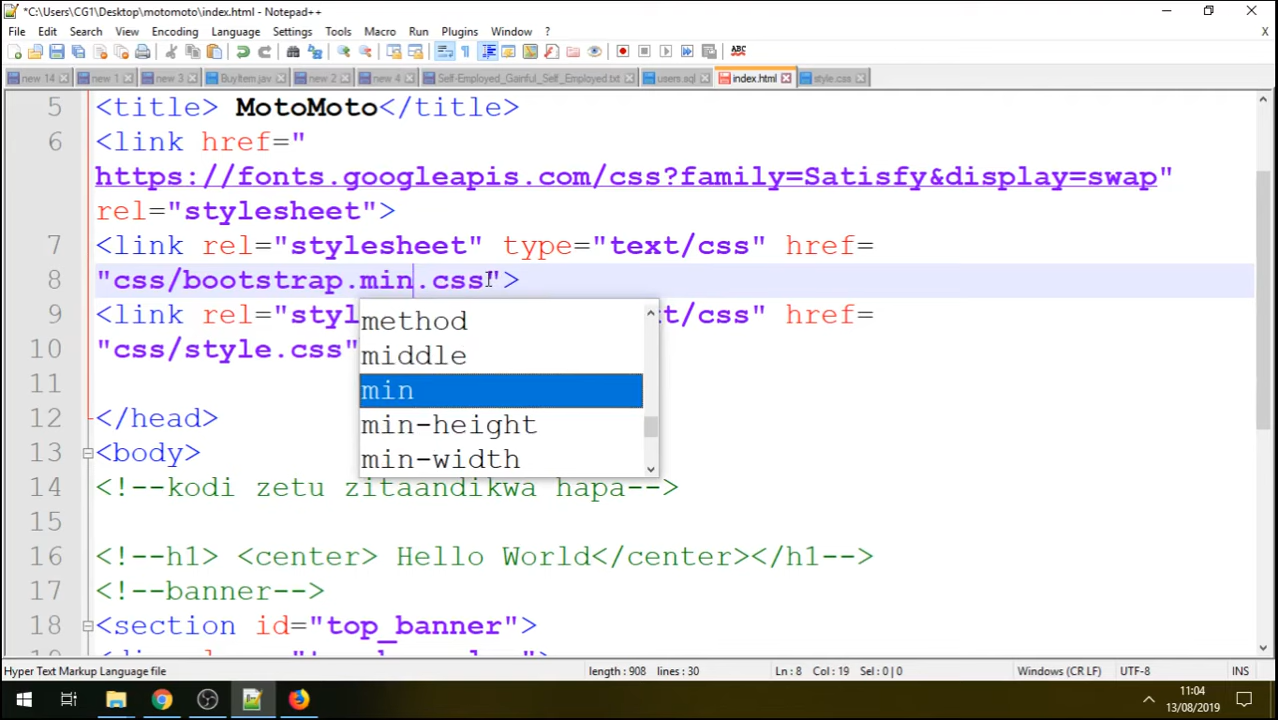 *C:\Users\CG1\Desktop\motomoto\index.html - Notepad++
File Edit Search View Encoding Language Settings Tools Macro Run Plugins Window ? X
new 14 new 1 new 3 BuyItem.jav new 2 new 4 Self-Employed_Gainful_Self_Employed.txt users.sql index.html style.css
5 <title> MotoMoto</title>
6 <link href="
https://fonts.googleapis.com/css?family=Satisfy&display=swap"
rel="stylesheet">
7 <link rel="stylesheet" type="text/css" href=
8 "css/bootstrap.min.css">
9 <link rel="styl xt/css" href=
10 "css/style.css"
method
middle
min
min-height
min-width
11
12 </head>
13 <body>
14 <!--kodi zetu zitaandikwa hapa-->
15
16 <!--h1> <center> Hello World</center></h1-->
17 <!--banner-->
18 <section id="top_banner">
Hyper Text Markup Language file length : 908 lines : 30 Ln : 8 Col : 19 Sel : 0 | 0 Windows (CR LF) UTF-8 INS
11:04
13/08/2019